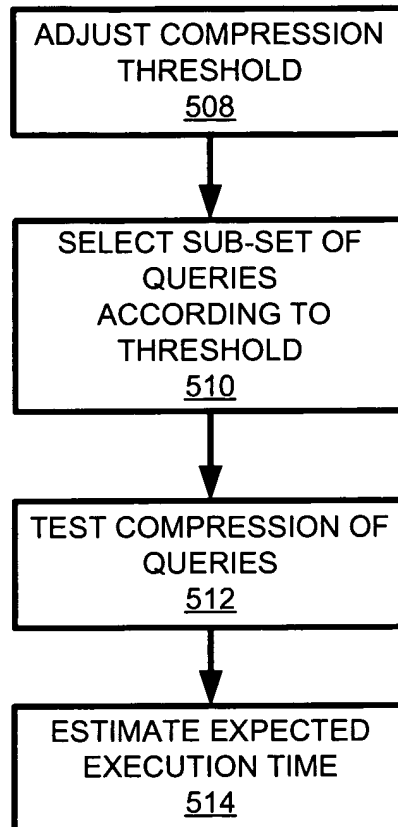 ADJUST COMPRESSION
THRESHOLD
508
SELECT SUB-SET OF
QUERIES
ACCORDING TO
THRESHOLD
510
TEST COMPRESSION OF
QUERIES
512
ESTIMATE EXPECTED
EXECUTION TIME
514